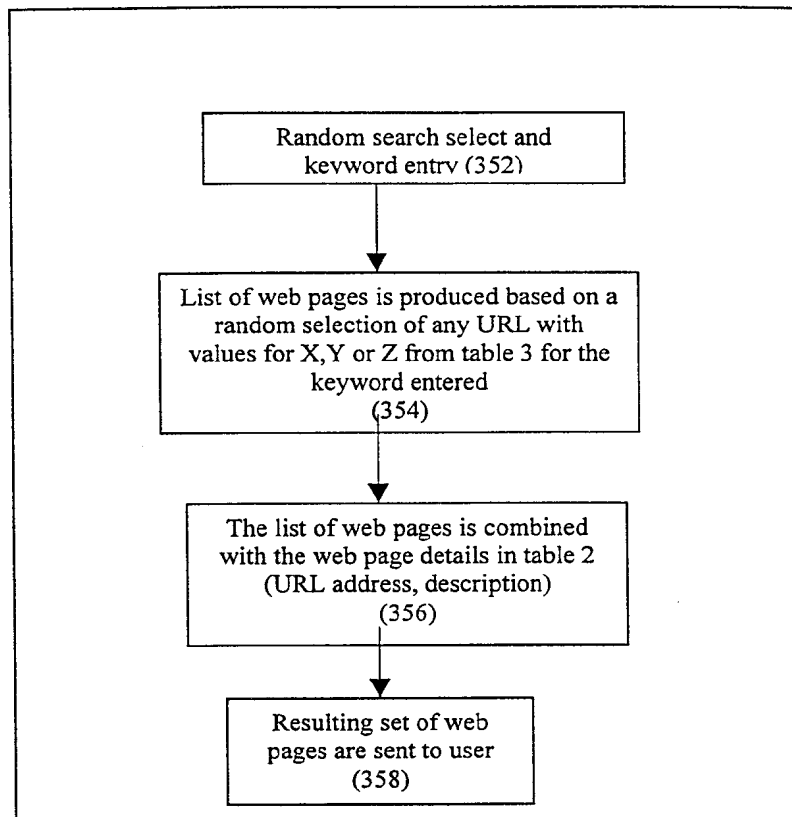 Random search select and
keyword entry (352)
List of web pages is produced based on a
random selection of any URL with
values for X,Y or Z from table 3 for the
keyword entered
(354)
The list of web pages is combined
with the web page details in table 2
(URL address, description)
(356)
Resulting set of web
pages are sent to user
(358)